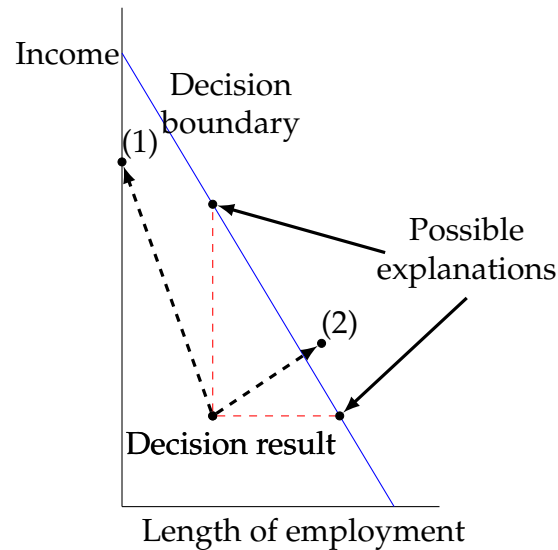 Income
Decision
boundary
(1)
Possible
explanations
(2)
Decision result
Length of employment